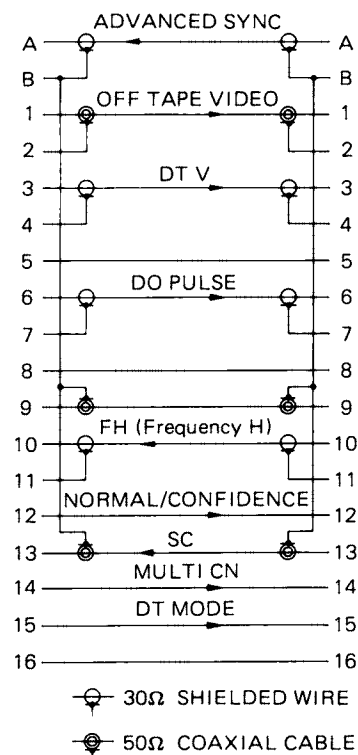 ADVANCED SYNC
A A
B B
OFF TAPE VIDEO
1 1
2 2
DT V
3 3
4 4
5 5
DO PULSE
6 6
7 7
8 8
9 9
FH (Frequency H)
10 10
11 11
NORMAL/CONFIDENCE
12 12
SC
13 13
MULTI CN
14 14
DT MODE
15 15
16 16
30Ω SHIELDED WIRE
50Ω COAXIAL CABLE